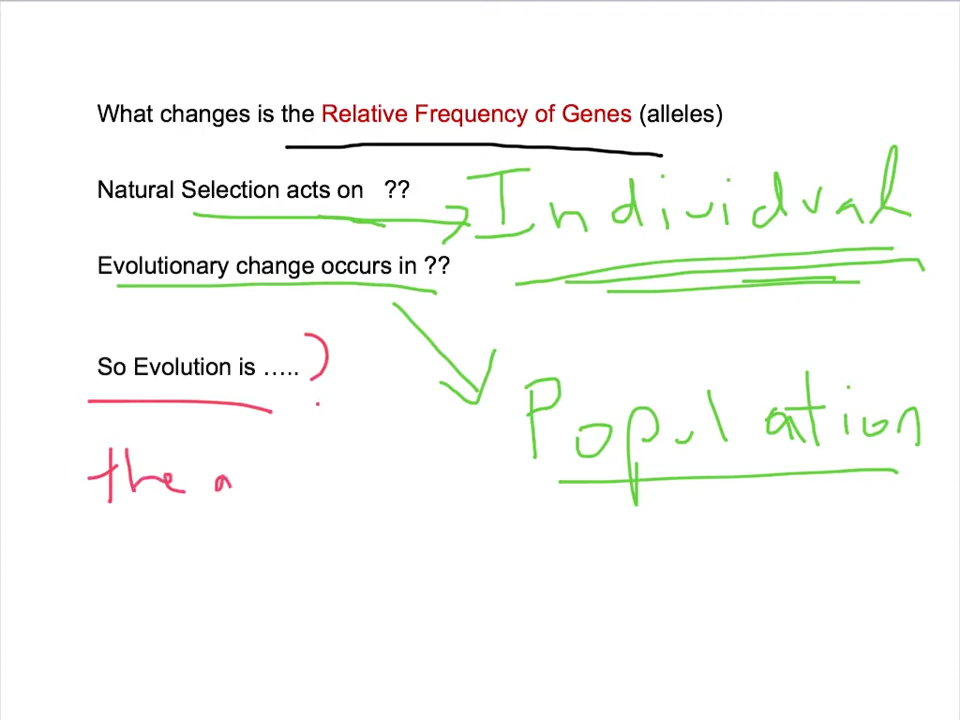 What changes is the Relative Frequency of Genes (alleles)
Natural Selection acts on ?? Individual
Evolutionary change occurs in ??
So Evolution is ..... ?
Population
the a